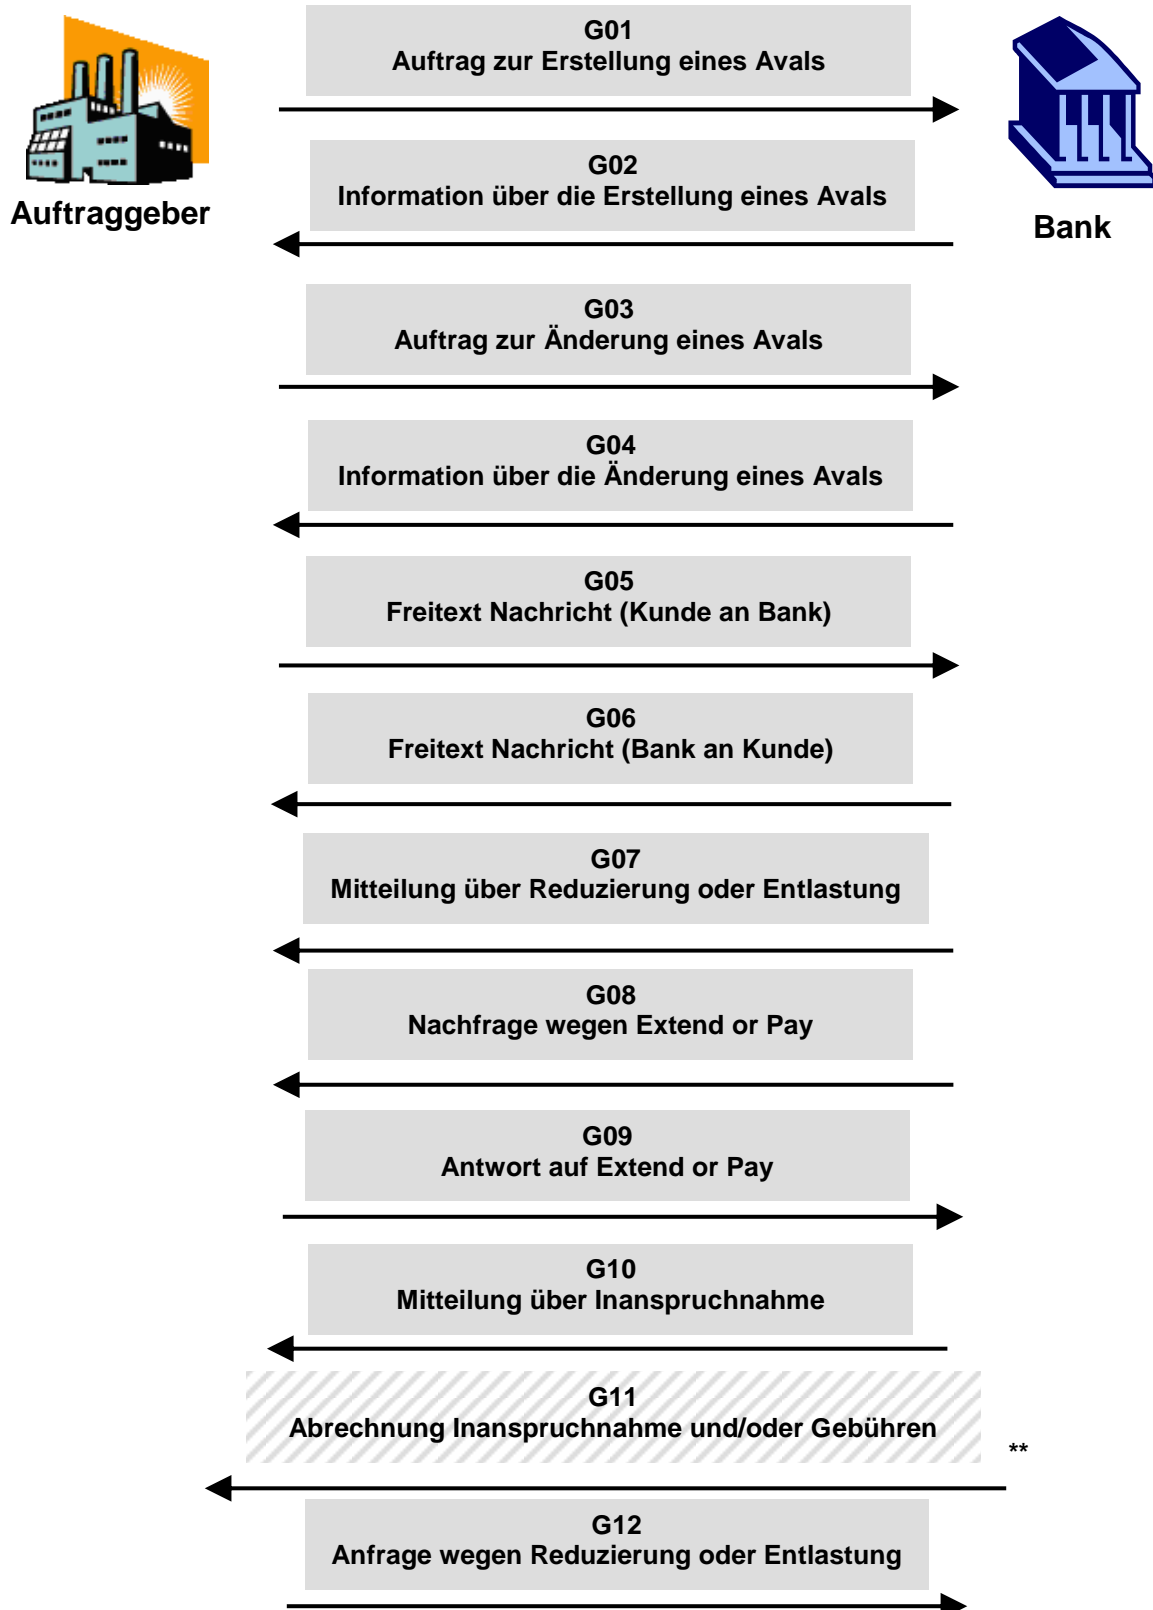 G01
Auftrag zur Erstellung eines Avals
G02
Information über die Erstellung eines Avals
Auftraggeber
Bank
G03
Auftrag zur Änderung eines Avals
G04
Information über die Änderung eines Avals
G05
Freitext Nachricht (Kunde an Bank)
G06
Freitext Nachricht (Bank an Kunde)
G07
Mitteilung über Reduzierung oder Entlastung
G08
Nachfrage wegen Extend or Pay
G09
Antwort auf Extend or Pay
G10
Mitteilung über Inanspruchnahme
G11
Abrechnung Inanspruchnahme und/oder Gebühren
**
G12
Anfrage wegen Reduzierung oder Entlastung